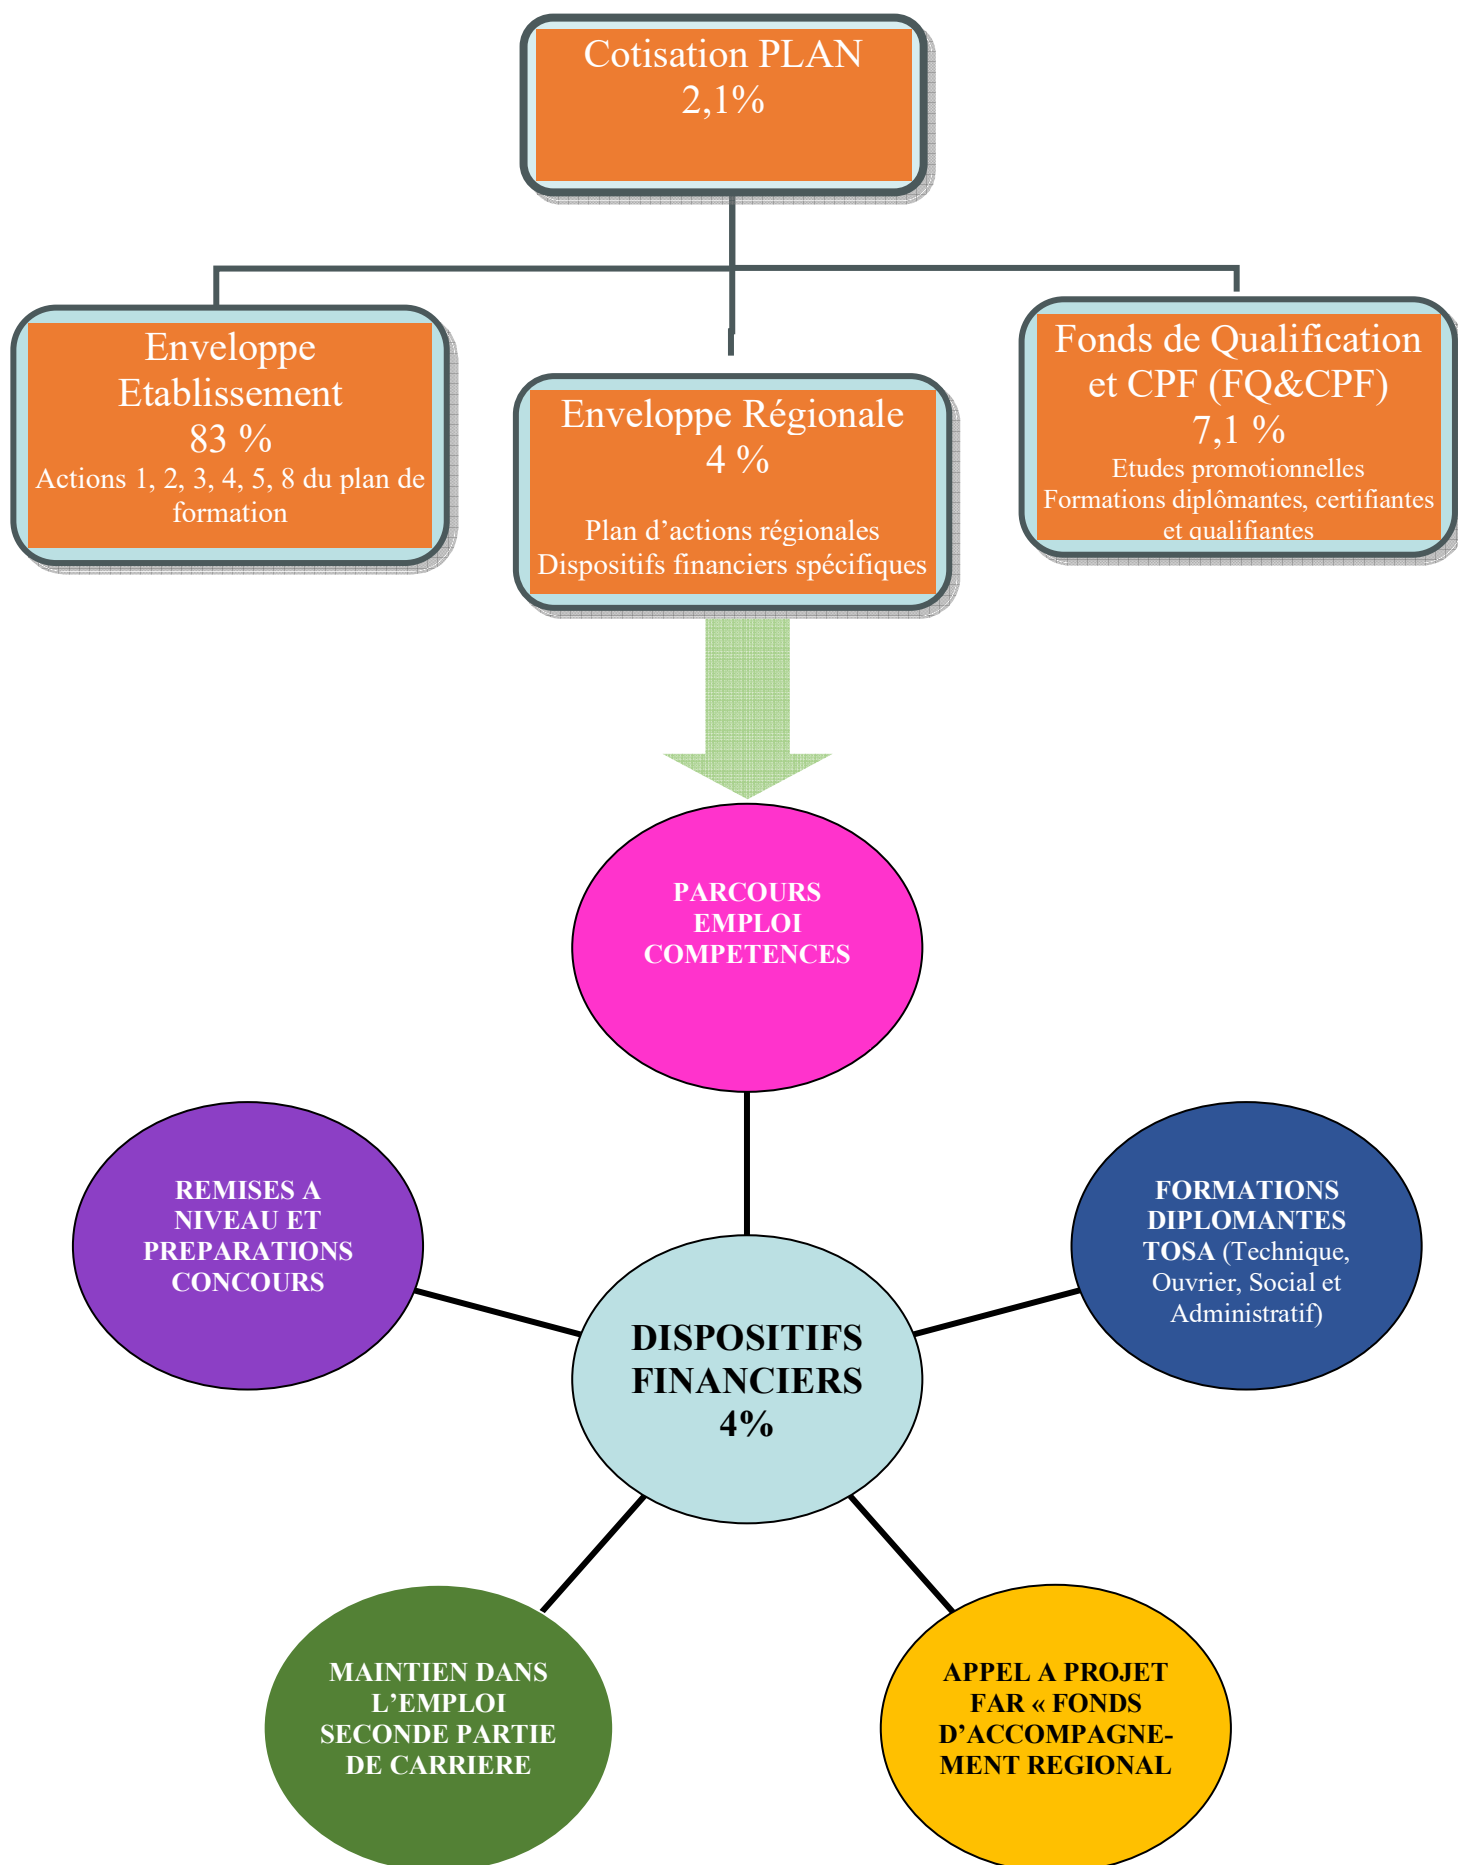 Cotisation PLAN
2,1%
Enveloppe
Etablissement
83 %
Actions 1, 2, 3, 4, 5, 8 du plan de
formation
Enveloppe Régionale
4 %
Plan d’actions régionales
Dispositifs financiers spécifiques
Fonds de Qualification
et CPF (FQ&CPF)
7,1 %
Etudes promotionnelles
Formations diplômantes, certifiantes
et qualifiantes
PARCOURS
EMPLOI
COMPETENCES
REMISES A
NIVEAU ET
PREPARATIONS
CONCOURS
FORMATIONS
DIPLOMANTES
TOSA (Technique,
Ouvrier, Social et
Administratif)
DISPOSITIFS
FINANCIERS
4%
MAINTIEN DANS
L’EMPLOI
SECONDE PARTIE
DE CARRIERE
APPEL A PROJET
FAR « FONDS
D’ACCOMPAGNE-
MENT REGIONAL